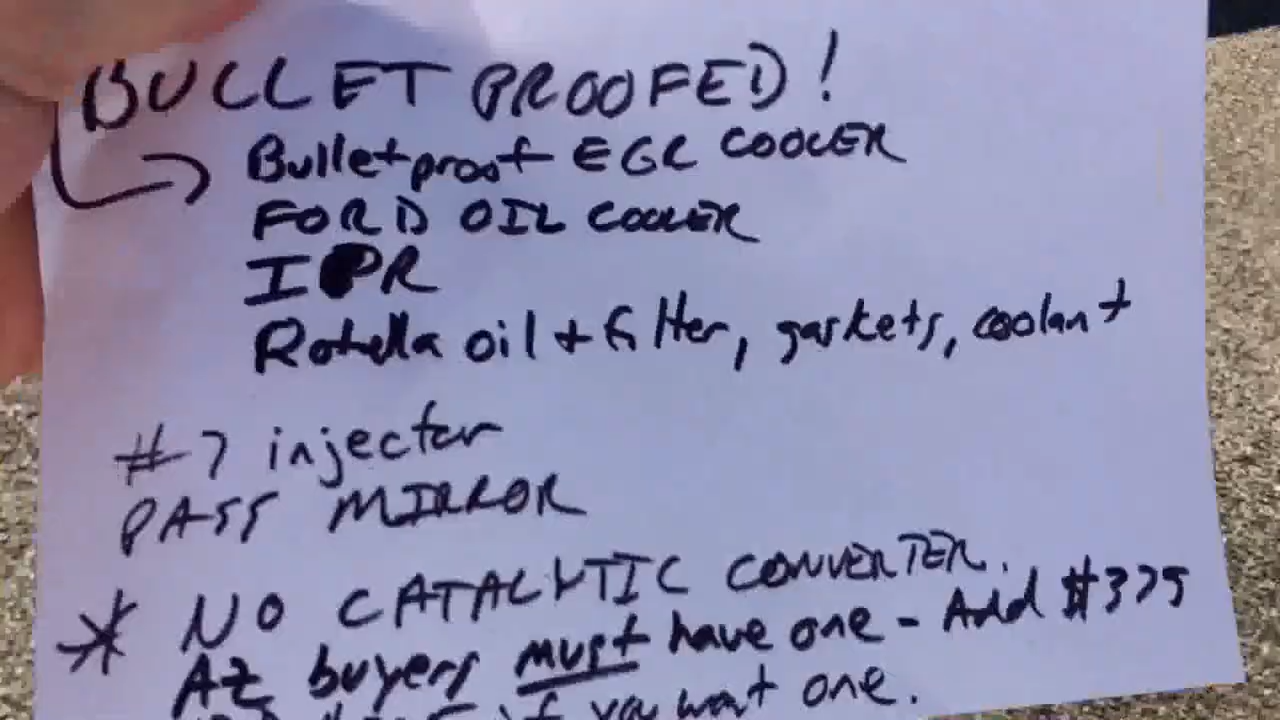 BULLET PROOFED!
Bulletproof EGR COOLER
FORD OIL COOLER
IPR
Rotella oil + filter, gaskets, coolant
#7 injector
PASS MIRROR
* NO CATALYTIC CONVERTER.
AZ buyers must have one - Add $375
if you want one.